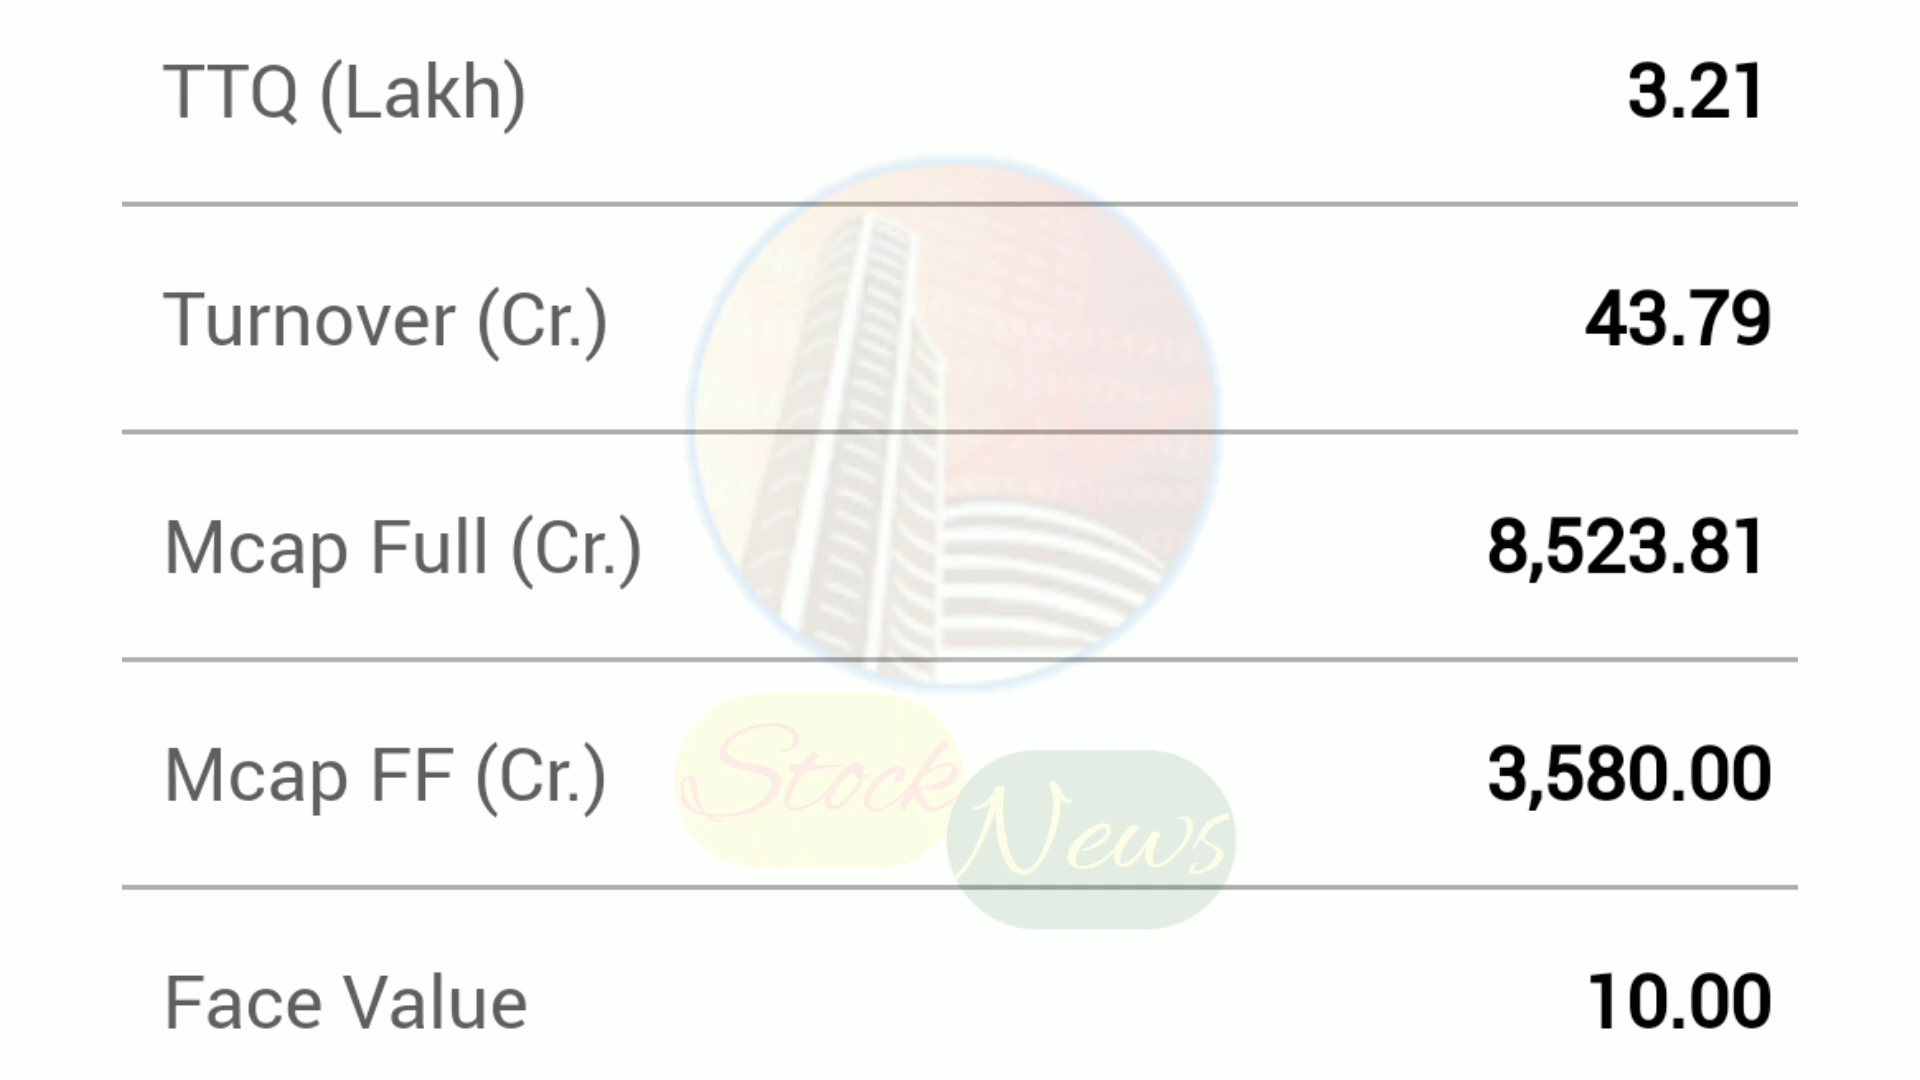 TTQ (Lakh) 3.21
Turnover (Cr.) 43.79
Mcap Full (Cr.) 8,523.81
Mcap FF (Cr.) 3,580.00
Stock
News
Face Value 10.00